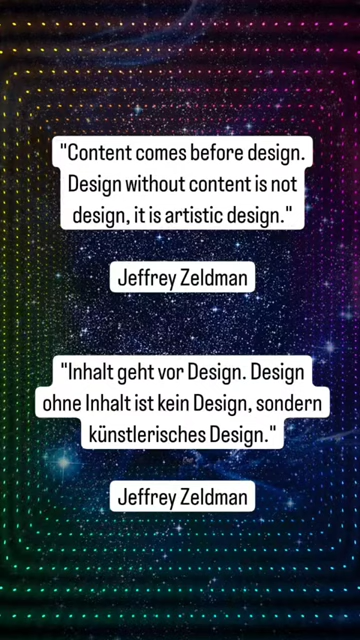 "Content comes before design.
Design without content is not
design, it is artistic design."
Jeffrey Zeldman
"Inhalt geht vor Design. Design
ohne Inhalt ist kein Design, sondern
künstlerisches Design."
Jeffrey Zeldman